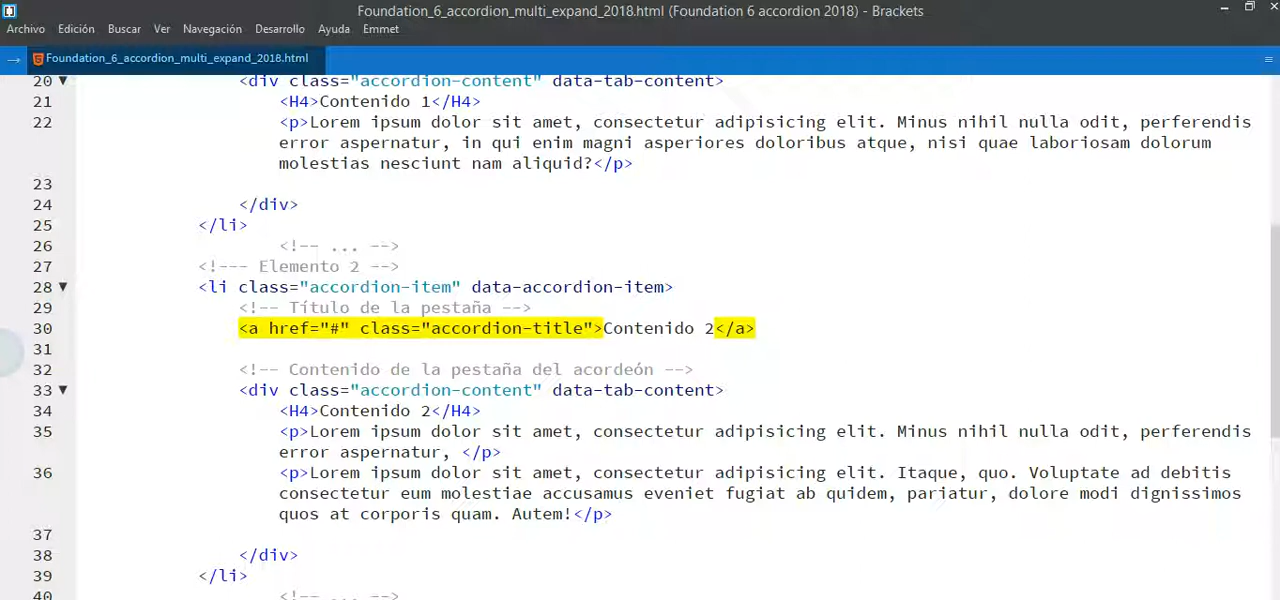 Foundation_6_accordion_multi_expand_2018.html (Foundation 6 accordion 2018) - Brackets
Archivo Edición Buscar Ver Navegación Desarrollo Ayuda Emmet
Foundation_6_accordion_multi_expand_2018.html
20 <div class="accordion-content" data-tab-content>
21 <H4>Contenido 1</H4>
22 <p>Lorem ipsum dolor sit amet, consectetur adipisicing elit. Minus nihil nulla odit, perferendis
error aspernatur, in qui enim magni asperiores doloribus atque, nisi quae laboriosam dolorum
molestias nesciunt nam aliquid?</p>
23
24 </div>
25 </li>
26 <!-- ... -->
27 <!--- Elemento 2 -->
28 <li class="accordion-item" data-accordion-item>
29 <!-- Título de la pestaña -->
30 <a href="#" class="accordion-title">Contenido 2</a>
31
32 <!-- Contenido de la pestaña del acordeón -->
33 <div class="accordion-content" data-tab-content>
34 <H4>Contenido 2</H4>
35 <p>Lorem ipsum dolor sit amet, consectetur adipisicing elit. Minus nihil nulla odit, perferendis
error aspernatur, </p>
36 <p>Lorem ipsum dolor sit amet, consectetur adipisicing elit. Itaque, quo. Voluptate ad debitis
consectetur eum molestiae accusamus eveniet fugiat ab quidem, pariatur, dolore modi dignissimos
quos at corporis quam. Autem!</p>
37
38 </div>
39 </li>
40 <!-- ... -->